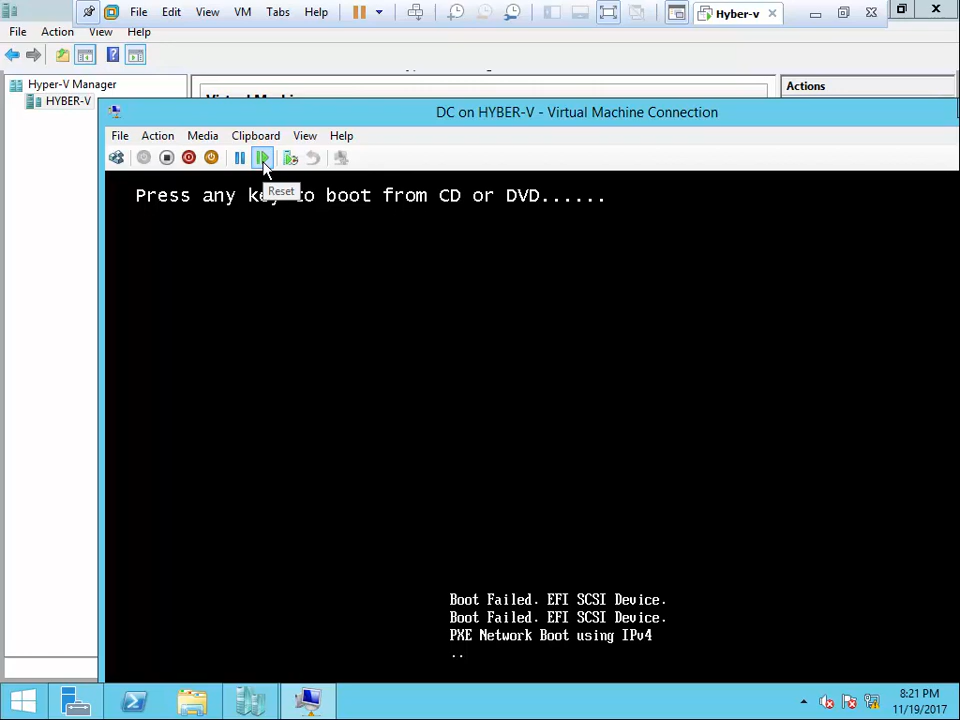 File Edit View VM Tabs Help Hyber-v
File Action View Help
Hyper-V Manager
HYBER-V
Actions
DC on HYBER-V - Virtual Machine Connection
File Action Media Clipboard View Help
Reset
Press any key to boot from CD or DVD......
Boot Failed. EFI SCSI Device.
Boot Failed. EFI SCSI Device.
PXE Network Boot using IPv4
..
8:21 PM
11/19/2017